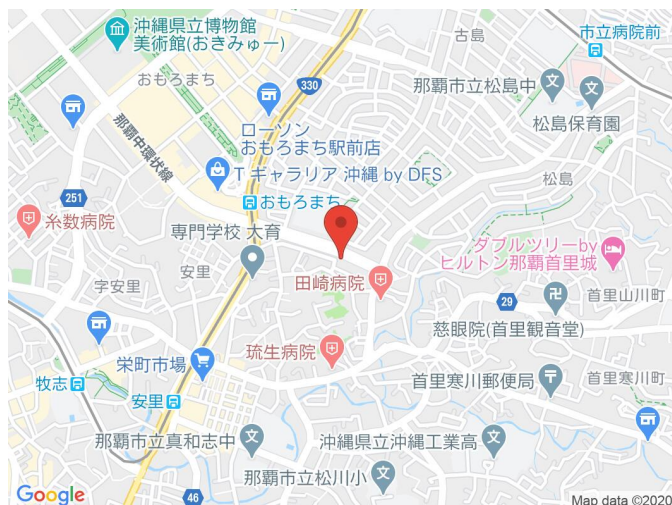 沖縄県立博物館
美術館(おきみゅー)
古島
市立病院前
おもろまち
330
那覇市立松島中
松島保育園
ローソン
おもろまち駅前店
那覇中環状線
T ギャラリア 沖縄 by DFS
松島
251
糸数病院
おもろまち
専門学校 大育
安里
ダブルツリーby
ヒルトン那覇首里城
田崎病院
字安里
29
首里山川町
慈眼院(首里観音堂)
琉生病院
栄町市場
牧志
首里寒川郵便局
首里寒川町
安里
那覇市立真和志中
沖縄県立沖縄工業高
那覇市立松川小
46
Google
Map data ©2020